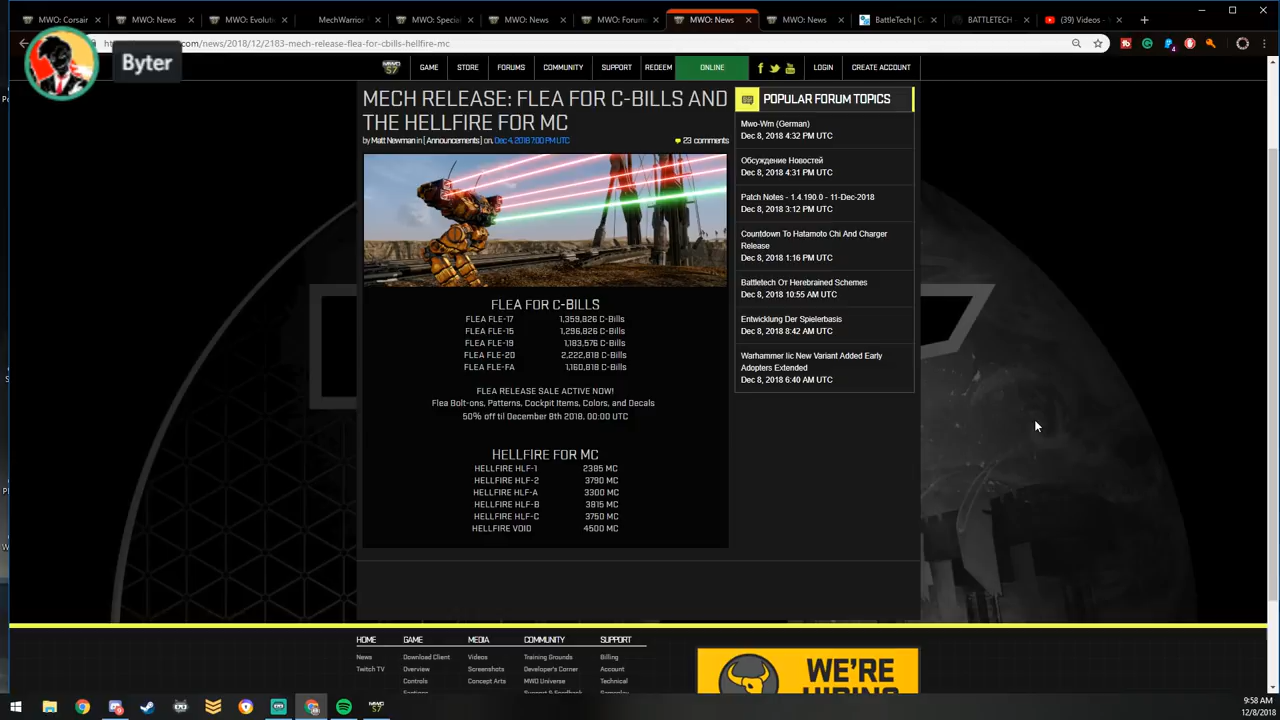 MWO: Corsair
MWO: News
MWO: Evoluti
MechWarrior
MWO: Specia
MWO: News
MWO: Forum
MWO: News
MWO: News
BattleTech | C
BATTLETECH
(39) Videos -
.com/news/2018/12/2183-mech-release-flea-for-cbills-hellfire-mc
Byter
GAME STORE FORUMS COMMUNITY SUPPORT REDEEM ONLINE LOGIN CREATE ACCOUNT
MECH RELEASE: FLEA FOR C-BILLS AND
THE HELLFIRE FOR MC
by Matt Newman in [ Announcements ] on, Dec 4, 2018 7:00 PM UTC
23 comments
FLEA FOR C-BILLS
FLEA FLE-17 1,359,826 C-Bills
FLEA FLE-15 1,296,826 C-Bills
FLEA FLE-19 1,183,576 C-Bills
FLEA FLE-20 2,222,818 C-Bills
FLEA FLE-FA 1,160,818 C-Bills
FLEA RELEASE SALE ACTIVE NOW!
Flea Bolt-ons, Patterns, Cockpit Items, Colors, and Decals
50% off til December 8th 2018, 00:00 UTC
HELLFIRE FOR MC
HELLFIRE HLF-1 2385 MC
HELLFIRE HLF-2 3790 MC
HELLFIRE HLF-A 3300 MC
HELLFIRE HLF-B 3815 MC
HELLFIRE HLF-C 3750 MC
HELLFIRE VOID 4500 MC
POPULAR FORUM TOPICS
Mwo-Wm (German)
Dec 8, 2018 4:32 PM UTC
Обсуждение Новостей
Dec 8, 2018 4:31 PM UTC
Patch Notes - 1.4.190.0 - 11-Dec-2018
Dec 8, 2018 3:12 PM UTC
Countdown To Hatamoto Chi And Charger
Release
Dec 8, 2018 1:16 PM UTC
Battletech От Herebrained Schemes
Dec 8, 2018 10:55 AM UTC
Entwicklung Der Spielerbasis
Dec 8, 2018 8:42 AM UTC
Warhammer Iic New Variant Added Early
Adopters Extended
Dec 8, 2018 6:40 AM UTC
HOME GAME MEDIA COMMUNITY SUPPORT
News Download Client Videos Training Grounds Billing
Twitch TV Overview Screenshots Developer's Corner Account
Controls Concept Arts MWO Universe Technical
WE'RE
HIRING
9:58 AM
12/8/2018